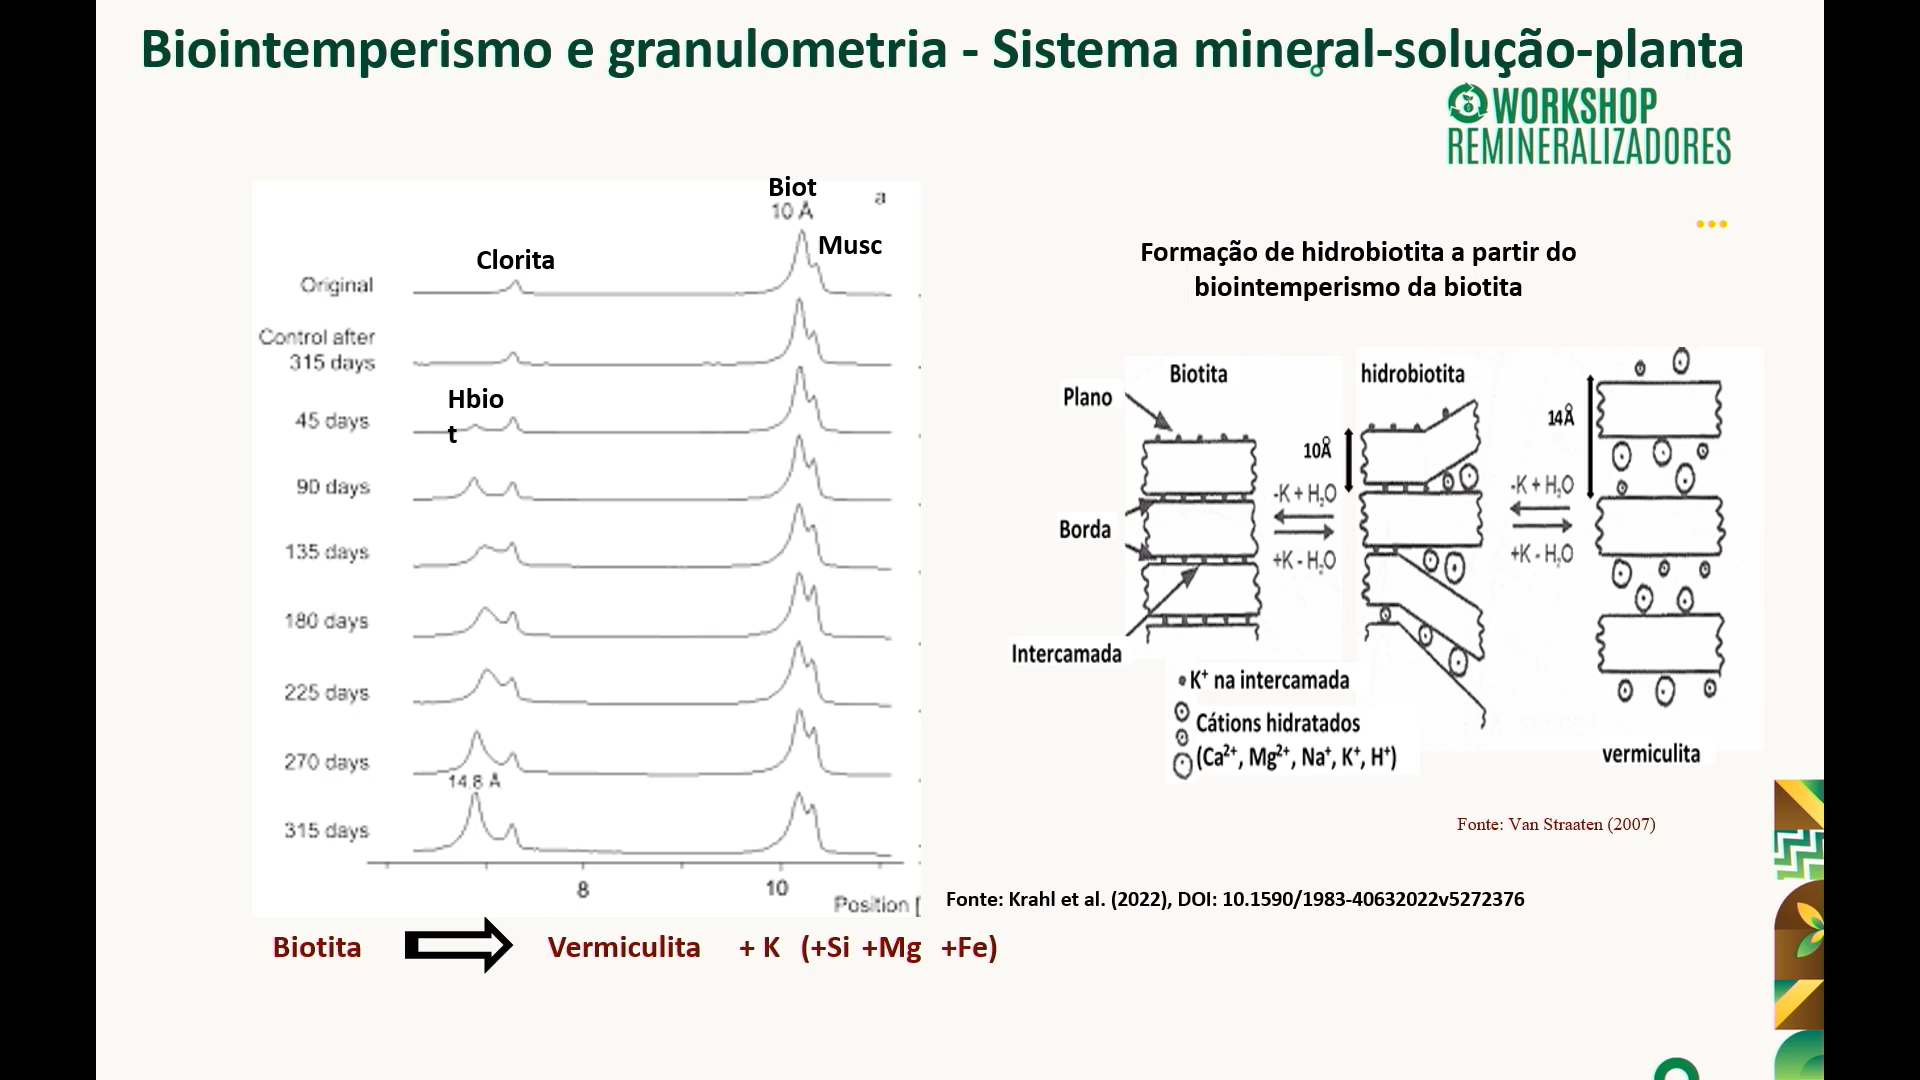 Biointemperismo e granulometria - Sistema mineral-solução-planta
WORKSHOP
REMINERALIZADORES
Biot
10 Å
a
Musc
Clorita
Original
Control after
315 days
Hbio
t
45 days
90 days
135 days
180 days
225 days
270 days
14.8 Å
315 days
8
10
Position [
Biotita
Vermiculita + K (+Si +Mg +Fe)
Formação de hidrobiotita a partir do
biointemperismo da biotita
Biotita
hidrobiotita
Plano
10Å
14Å
-K + H₂O
+K - H₂O
-K + H₂O
+K - H₂O
Borda
Intercamada
K⁺ na intercamada
Cátions hidratados
(Ca²⁺, Mg²⁺, Na⁺, K⁺, H⁺)
vermiculita
Fonte: Van Straaten (2007)
Fonte: Krahl et al. (2022), DOI: 10.1590/1983-40632022v5272376